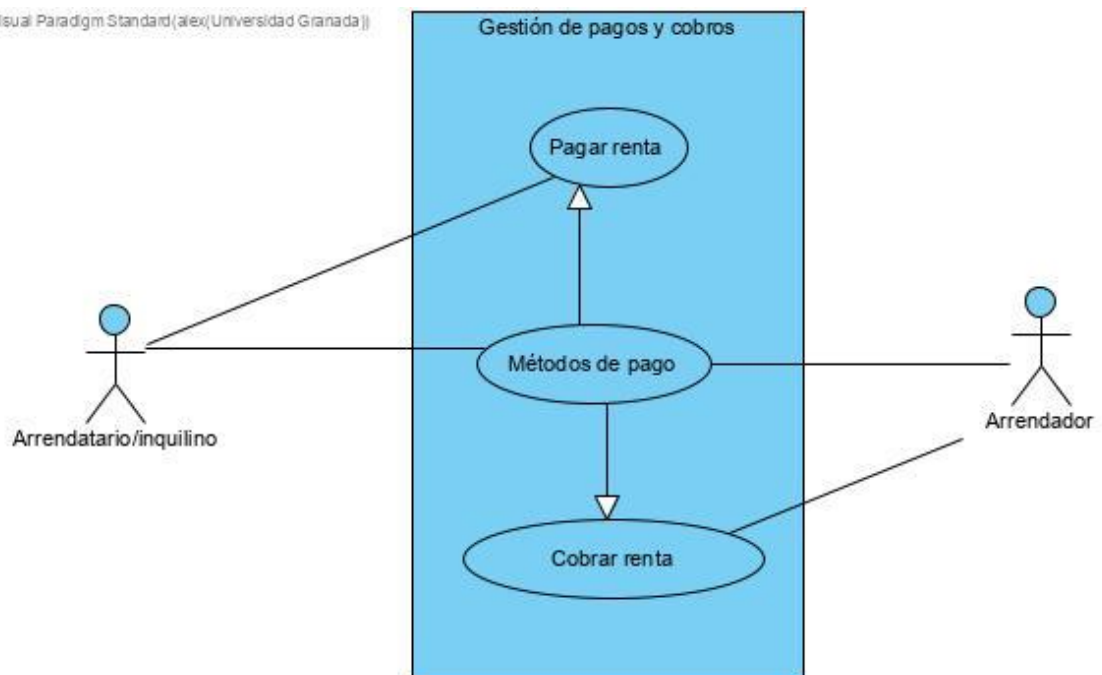 isual Paradigm Standard(alex(Universidad Granada))
Gestión de pagos y cobros
Pagar renta
Métodos de pago
Arrendatario/inquilino
Arrendador
Cobrar renta